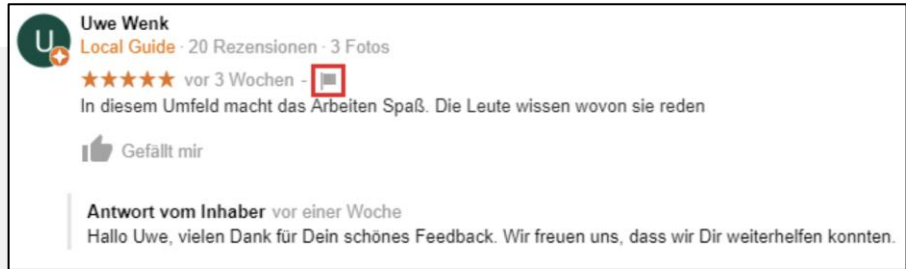 U
Uwe Wenk
Local Guide · 20 Rezensionen · 3 Fotos
vor 3 Wochen -
In diesem Umfeld macht das Arbeiten Spaß. Die Leute wissen wovon sie reden
Gefällt mir
Antwort vom Inhaber vor einer Woche
Hallo Uwe, vielen Dank für Dein schönes Feedback. Wir freuen uns, dass wir Dir weiterhelfen konnten.